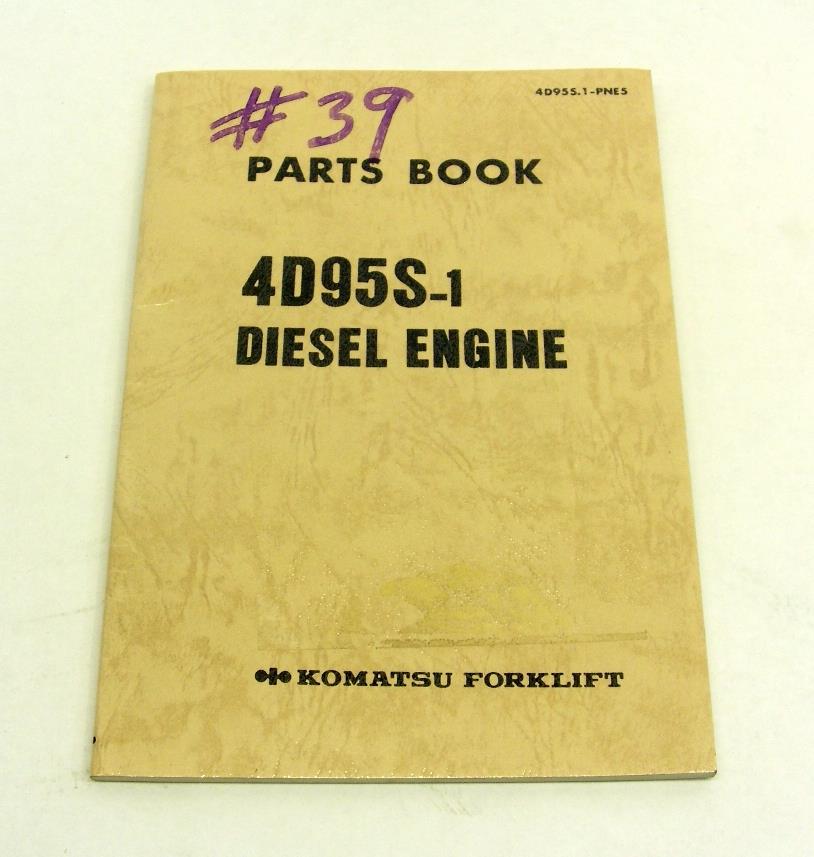 4D95S.1-PNE5
#39
PARTS BOOK
4D95S-1
DIESEL ENGINE
KOMATSU FORKLIFT